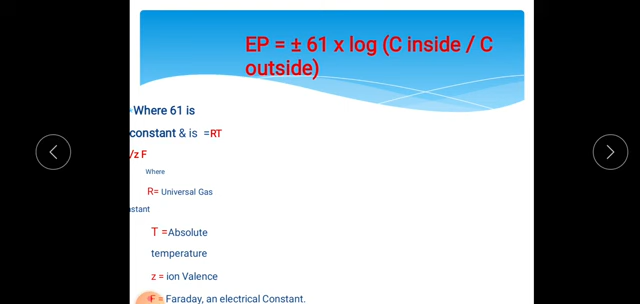 EP = ± 61 x log (C inside / C
outside)
Where 61 is
constant & is =RT
/z F
Where
R= Universal Gas
nstant
T =Absolute
temperature
z = ion Valence
F = Faraday, an electrical Constant.